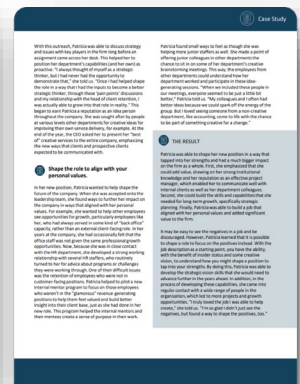 Case Study
With this outreach, Patricia was able to discuss strategy
and issues with key players in the firm long before an
assignment came across her desk. This helped her to
position her department's capabilities (and her own) as
proactive. "I always thought of myself as a strategic
thinker, but I had never had the opportunity to
demonstrate that," she told us. "Once I had helped shape
the role in a way that I had the inputs to become a better
strategic thinker, through these 'pain points' discussions
and my relationship with the head of client retention, I
was actually able to grow into that role in reality." This
began to earn Patricia a reputation as an idea person
throughout the company. She was sought after by people
at various levels other departments for creative ideas for
improving their own service delivery, for example. At the
end of the year, the CEO asked her to present her "best
of" creative services to the entire company, emphasizing
the new ways that clients and prospective clients
expected to be communicated with.
Shape the role to align with your
personal values.
In her new position, Patricia wanted to help shape the
future of the company. When she was accepted onto the
leadership team, she found ways to further her impact on
the company in ways that aligned with her personal
values. For example, she wanted to help other employees
see opportunities for growth, particularly employees like
her, who had always served in some kind of "back office"
capacity, rather than an external client-facing role. In her
years at the company, she had occasionally felt that the
office staff was not given the same professional growth
opportunities. Now, because she was in close contact
with the HR department, she developed a strong working
relationship with several HR staffers, who routinely
turned to her for advice about programs or challenges
they were working through. One of their difficult issues
was the retention of employees who were not in
customer-facing positions. Patricia helped to pilot a new
internal mentor program to focus on those employees
who weren't in the "glamorous" revenue-generating
positions to help them feel valued and build better
insight into their client base, just as she had done in her
new role. This program helped the internal mentors and
their mentees create a sense of purpose in their work.
Patricia found small ways to feel as though she was
helping more junior staffers as well. She made a point of
offering junior colleagues in other departments the
chance to sit in on some of her department's creative
brainstorming meetings. This way, the employees from
other departments could understand how her
department worked and participate in these idea-
generating sessions. "When we included these people in
our meetings, everyone seemed to be just a little bit
better," Patricia told us. "My colleagues and I often had
better ideas because we could spark off the energy of the
group. But I loved seeing someone from a non-creative
department, like accounting, come to life with the chance
to be part of something creative for a change."
THE RESULT
Patricia was able to shape her new position in a way that
tapped into her strengths and had a much bigger impact
on the firm as a whole. First, she emphasized that she
could add value, drawing on her strong institutional
knowledge and her reputation as an effective project
manager, which enabled her to communicate well with
internal clients as well as her department colleagues.
Second, she could build the skills and capabilities that she
needed for long-term growth, specifically strategic
planning. Finally, Patricia was able to build a job that
aligned with her personal values and added significant
value to the firm.
It may be easy to see the negatives in a job and be
discouraged. However, Patricia learned that it is possible
to shape a role to focus on the positives instead. With the
job description as a starting point, you have the ability,
with the benefit of insider status and some creative
vision, to understand how you might shape a position to
tap into your strengths. By doing this, Patricia was able to
develop the strategic vision skills that she would need to
advance further in the years ahead. In addition, in the
process of developing these capabilities, she came into
regular contact with a wide range of people in the
organization, which led to more projects and growth
opportunities. "I truly loved the job I was able to help
create," she told us. "I'm so glad I didn't just see the
negatives, but found a way to shape the positives, too."